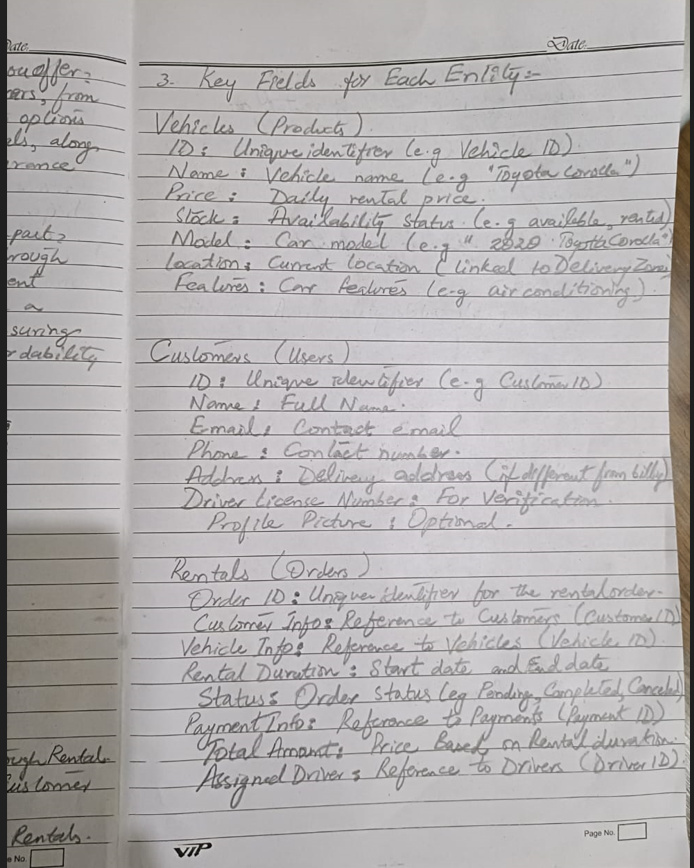 Date
ou offer?
ers, from
options
els, along
erence
part?
rough
ent
a
suring
rdability
ough Rental
Customer
Rentals.
e No.
Date
3. Key Fields for Each Entity:-
Vehicles (Products)
ID: Unique identifier (e.g Vehicle ID)
Name: Vehicle name (e.g "Toyota Corolla")
Price: Daily rental price.
Stock: Availability status (e.g available, rented)
Model: Car model (e.g " 2020 Toyota Corolla")
Location: Current location (linked to Delivery Zone)
Features: Car features (e.g air conditioning).
Customers (Users)
ID: Unique identifier (e.g Customer ID)
Name: Full Name.
Email: Contact email
Phone: Contact number.
Address: Delivery address (if different from billby)
Driver License Number: For Verification.
Profile Picture: Optional.
Rentals (Orders)
Order ID: Unique identifier for the rental order.
Customer Info: Reference to Customers (Customer ID)
Vehicle Info: Reference to Vehicles (Vehicle ID).
Rental Duration: Start date and End date
Status: Order Status (eg Pending, Completed, Canceled)
Payment Info: Reference to Payments (Payment ID)
Total Amount: Price Based on Rental duration.
Assigned Driver: Reference to Drivers (Driver ID).
VIP
Page No.